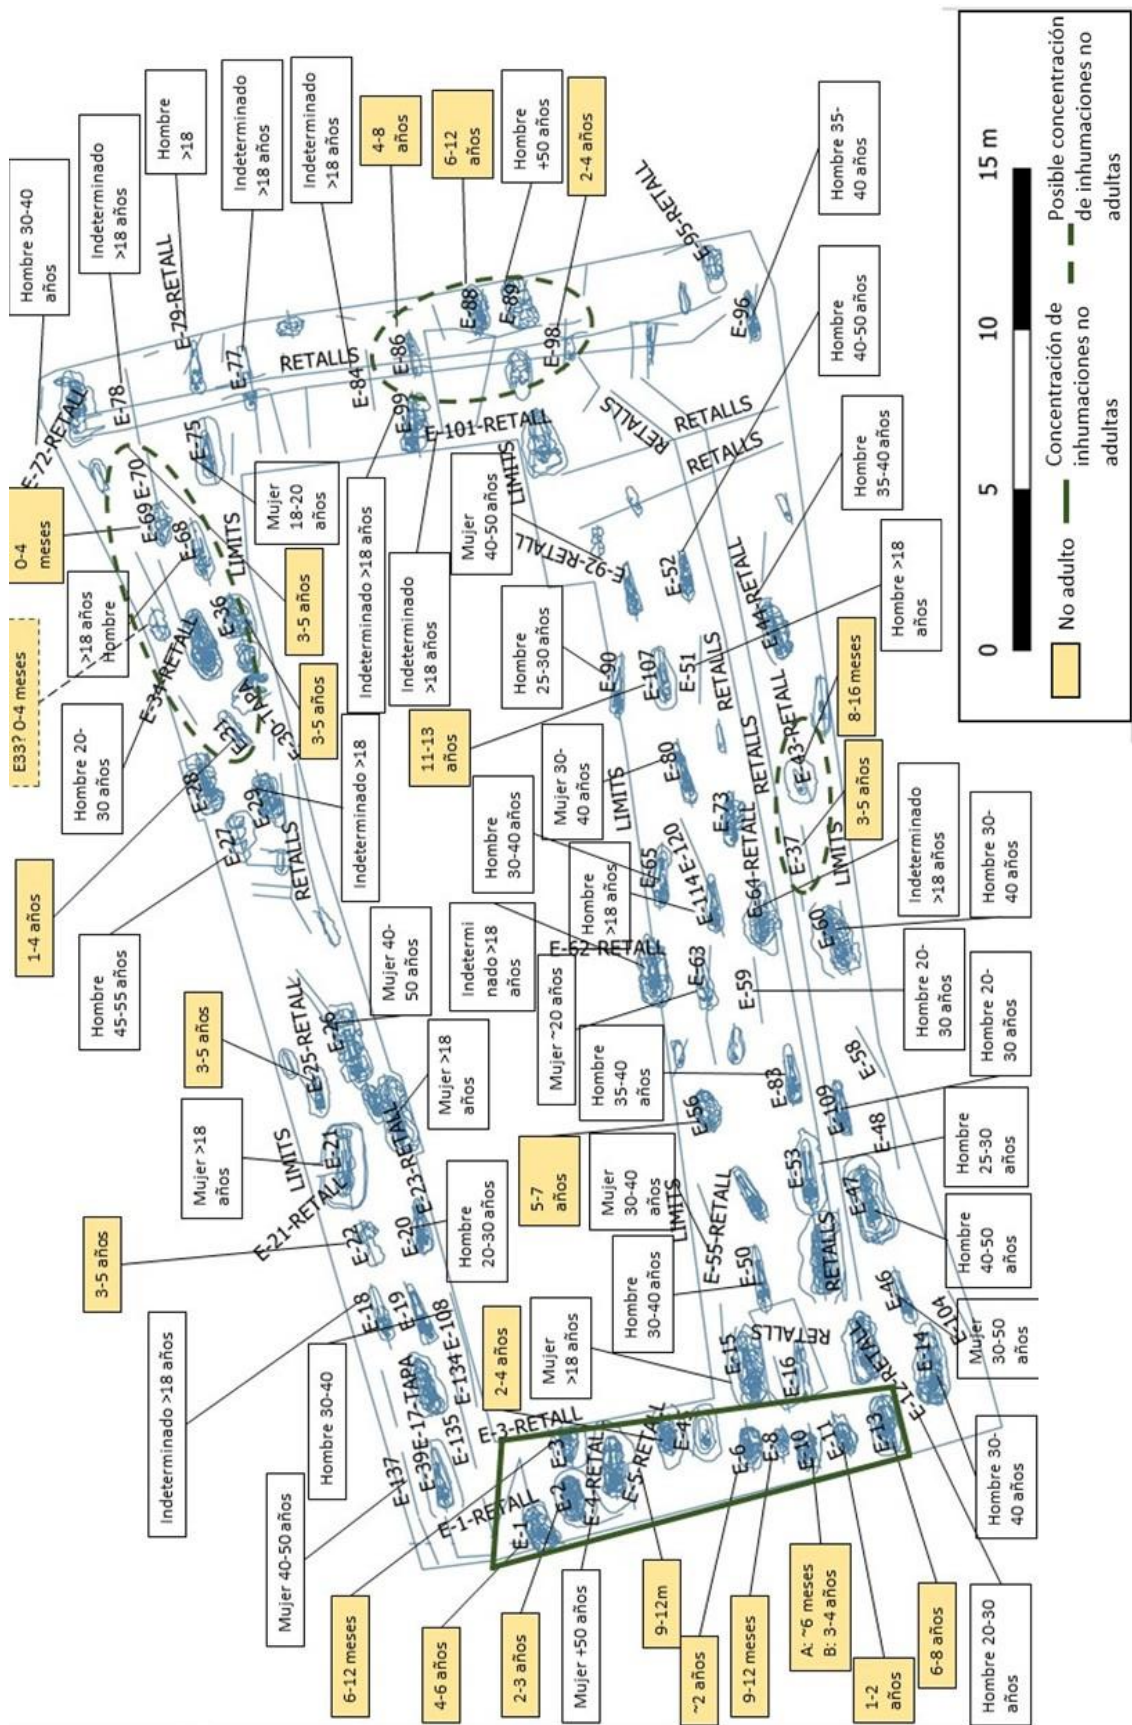 1-4 años
E33? 0-4 meses
0-4
meses
Hombre 30-40
años
3-5 años
Hombre
45-55 años
Hombre 20-
30 años
>18 años
Hombre
Indeterminado
>18 años
Hombre
>18
Indeterminado >18 años
Mujer >18
años
3-5 años
Indeterminado
>18 años
Mujer 40-50 años
Hombre 30-40
Mujer 18-20
años
3-5 años
3-5 años
Indeterminado >18
Indeterminado
>18 años
6-12 meses
4-6 años
2-3 años
Mujer +50 años
9-12m
~2 años
9-12 meses
A: ~6 meses
B: 3-4 años
1-2
años
6-8 años
Hombre 20-30
años
Hombre 30-
40 años
Mujer
30-50
años
Hombre
40-50
años
Hombre
25-30
años
Hombre 20-
30 años
Hombre 20-
30 años
Hombre 30-
40 años
Indeterminado
>18 años
3-5
años
8-16 meses
Hombre >18
años
Hombre
35-40 años
Hombre
40-50 años
Hombre 35-
40 años
2-4 años
Hombre
+50 años
6-12
años
4-8
años
Indeterminado >18 años
Indeterminado
>18 años
Mujer
40-50 años
Hombre
25-30 años
11-13
años
Mujer 30-
40 años
Hombre
30-40 años
Hombre
>18 años
Indetermi
nado >18
años
Mujer ~20 años
Hombre
35-40
años
5-7
años
Mujer
30-40
años
Hombre
30-40 años
Mujer
>18 años
2-4 años
Hombre
20-30 años
Mujer >18
años
Mujer 40-
50 años
E-137
E-39
E-17-TAPA
E-135
E-134
E-108
E-18
E-19
E-22
E-20
E-21-RETALL
E-21
LIMITS
E-23-RETALL
E-25-RETALL
E-26
RETALLS
E-27
E-28
E-29
E-31
E-30-TAPA
E-34-RETALL
E-36
LIMITS
E-68
E-69
E-70
E-72-RETALL
E-78
E-75
E-79-RETALL
E-77
RETALLS
E-84
E-86
E-99
E-101-RETALL
E-88
E-89
E-98
E-95-RETALL
E-96
LIMITS
RETALLS
RETALLS
RETALLS
E-92-RETALL
E-52
E-90
E-107
E-51
E-44-RETALL
RETALLS
LIMITS
E-80
E-73
RETALLS
E-43-RETALL
E-37
LIMITS
E-65
E-120
E-114
E-64-RETALL
E-60
E-62-RETALL
E-63
E-59
E-58
E-83
E-109
E-56
E-48
E-53
E-47
LIMITS
E-55-RETALL
E-50
RETALLS
E-46
E-104
E-15
E-16
RETALLS
E-14
E-12-RETALL
E-1-RETALL
E-1
E-2
E-3
E-3-RETALL
E-4-RETALL
E-5-RETALL
E-4
E-6
E-8
E-10
E-11
E-13
0 5 10 15 m
No adulto
Concentración de
inhumaciones no
adultas
Posible concentración
de inhumaciones no
adultas